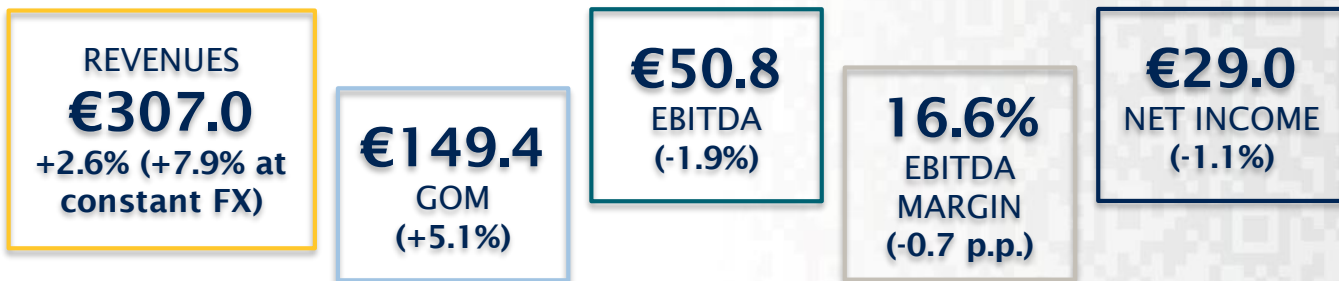 REVENUES
€307.0
+2.6% (+7.9% at
constant FX)
€149.4
GOM
(+5.1%)
€50.8
EBITDA
(-1.9%)
16.6%
EBITDA
MARGIN
(-0.7 p.p.)
€29.0
NET INCOME
(-1.1%)